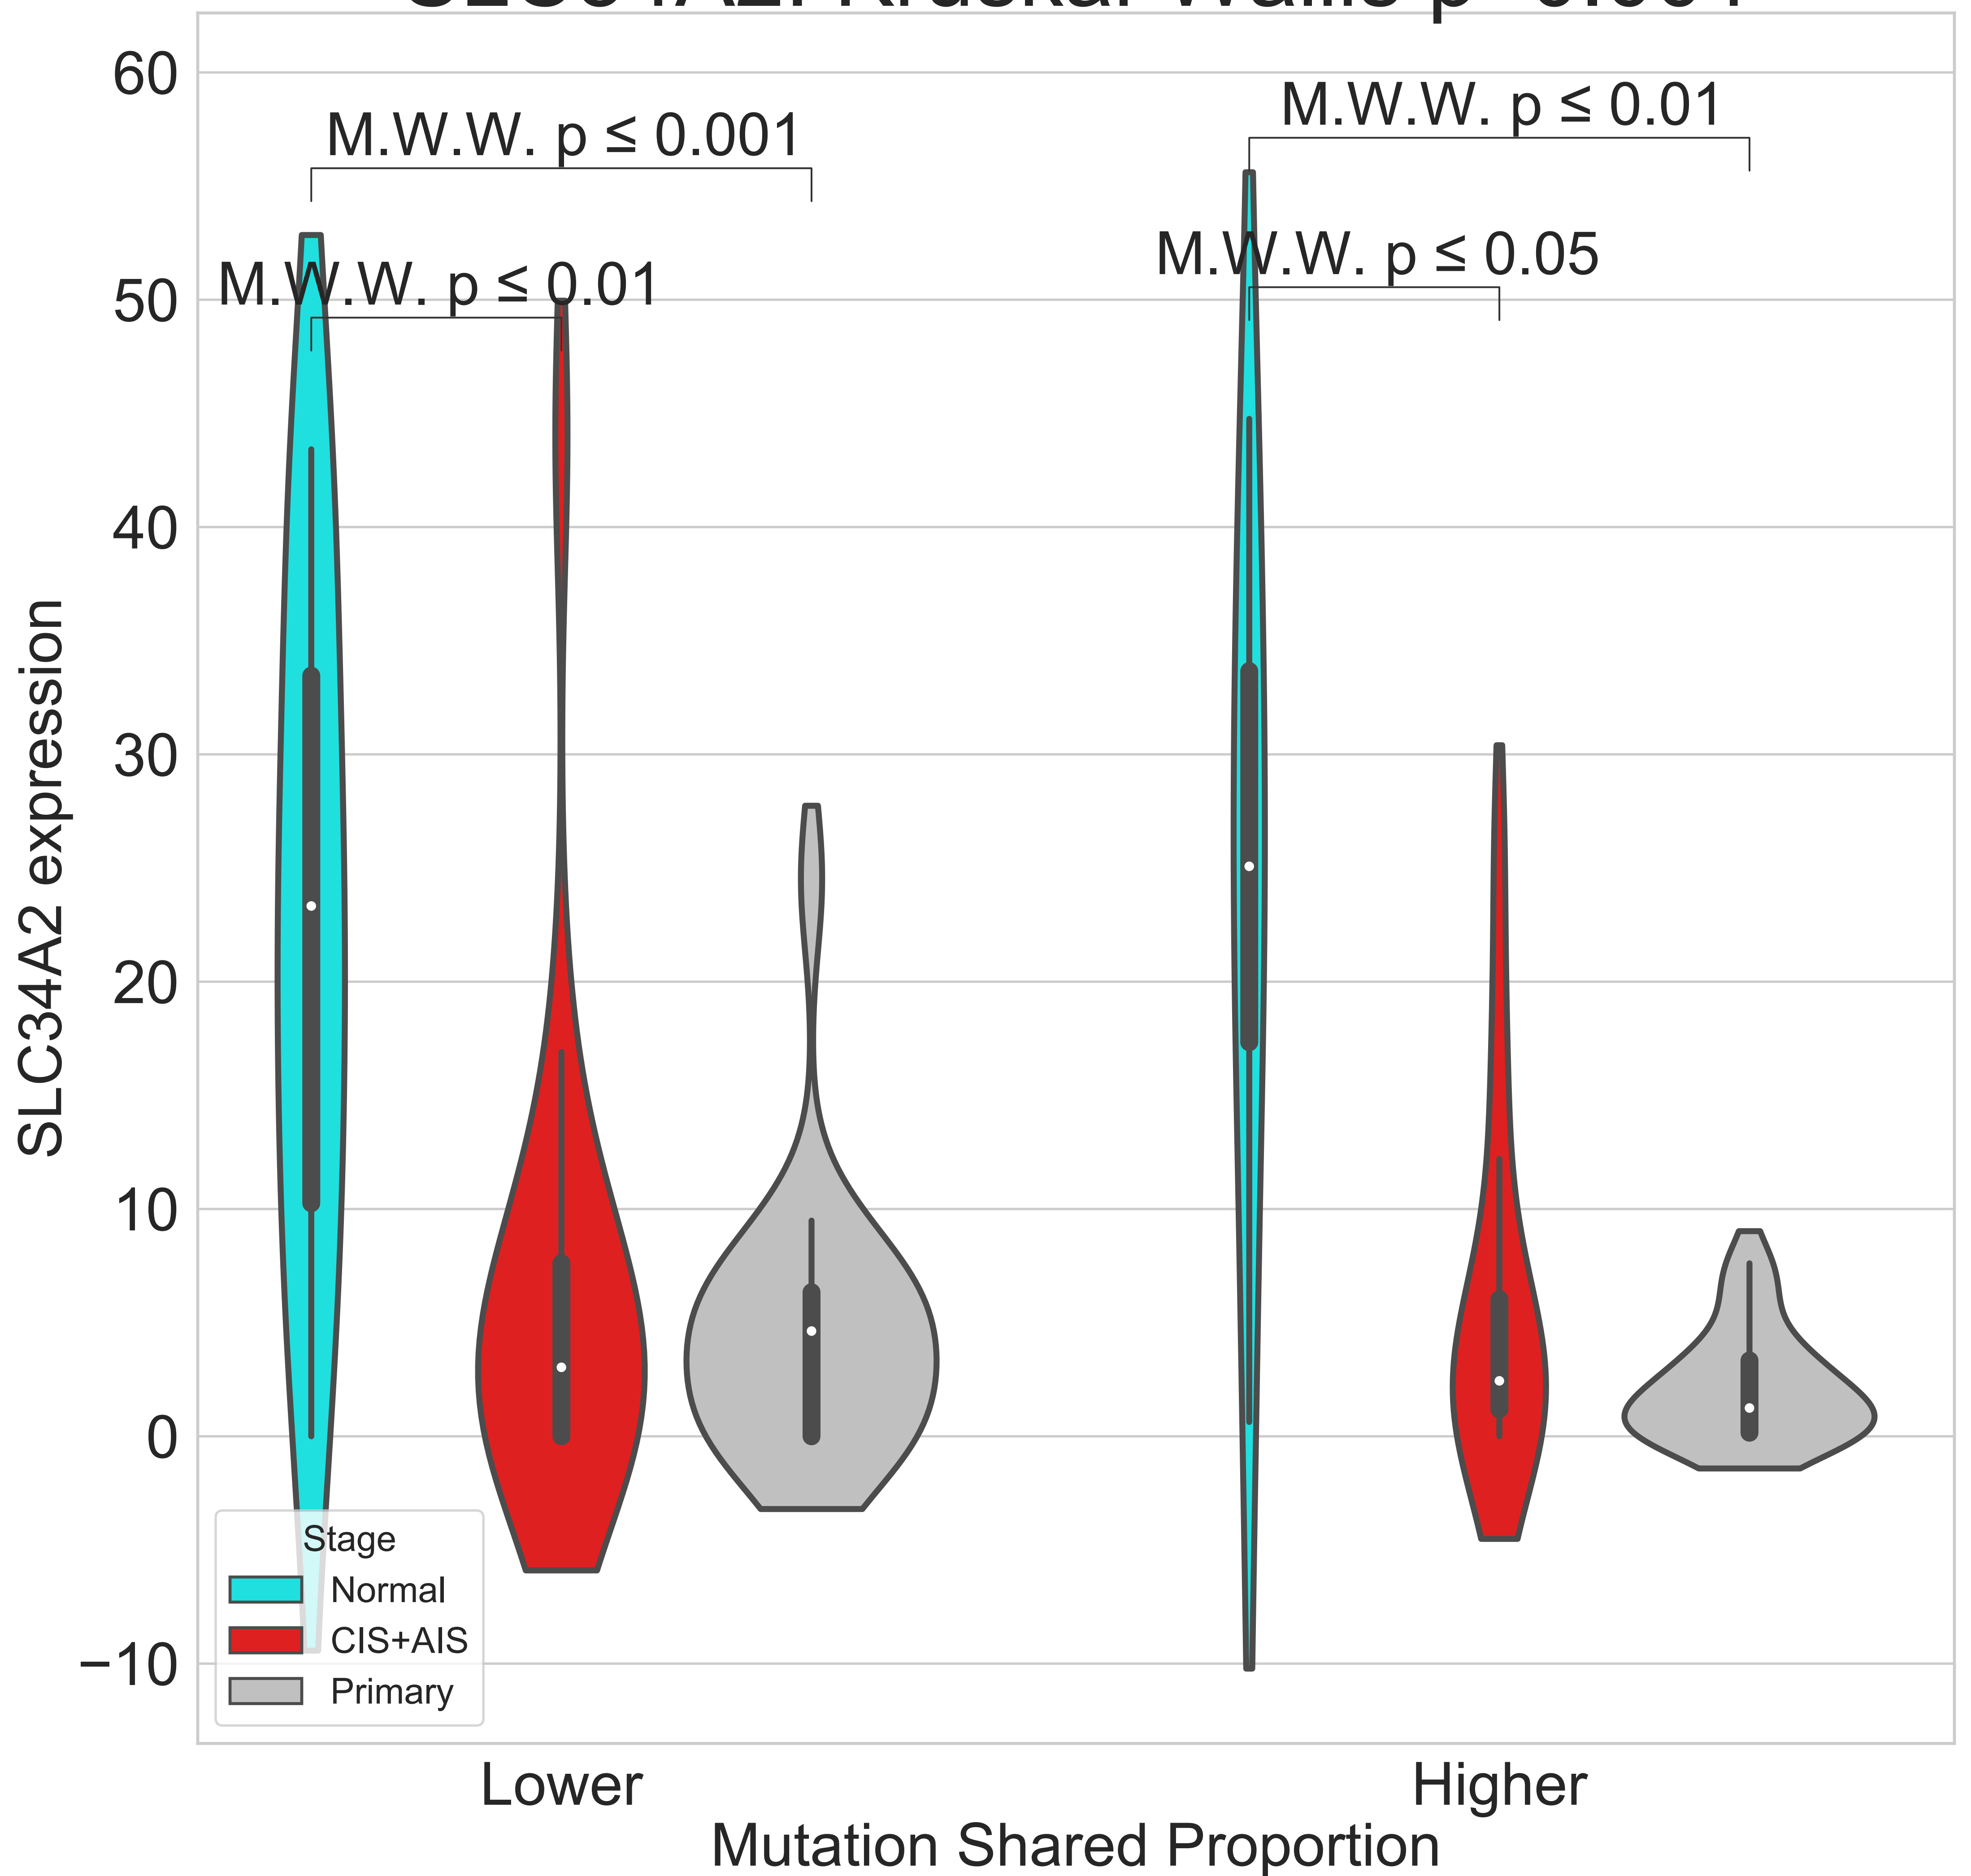 60
50
40
30
20
10
0
−10
SLC34A2 expression
M.W.W. p ≤ 0.001
M.W.W. p ≤ 0.01
M.W.W. p ≤ 0.01
M.W.W. p ≤ 0.05
Stage
Normal
CIS+AIS
Primary
Lower
Higher
Mutation Shared Proportion